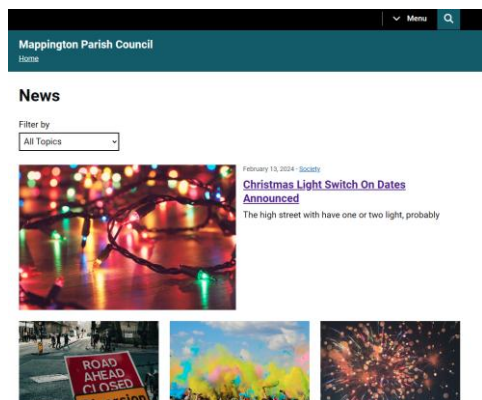 Menu
Mappington Parish Council
Home
News
Filter by
All Topics
February 13, 2024 - Society
Christmas Light Switch On Dates
Announced
The high street with have one or two light, probably
ROAD
AHEAD
CLOSED